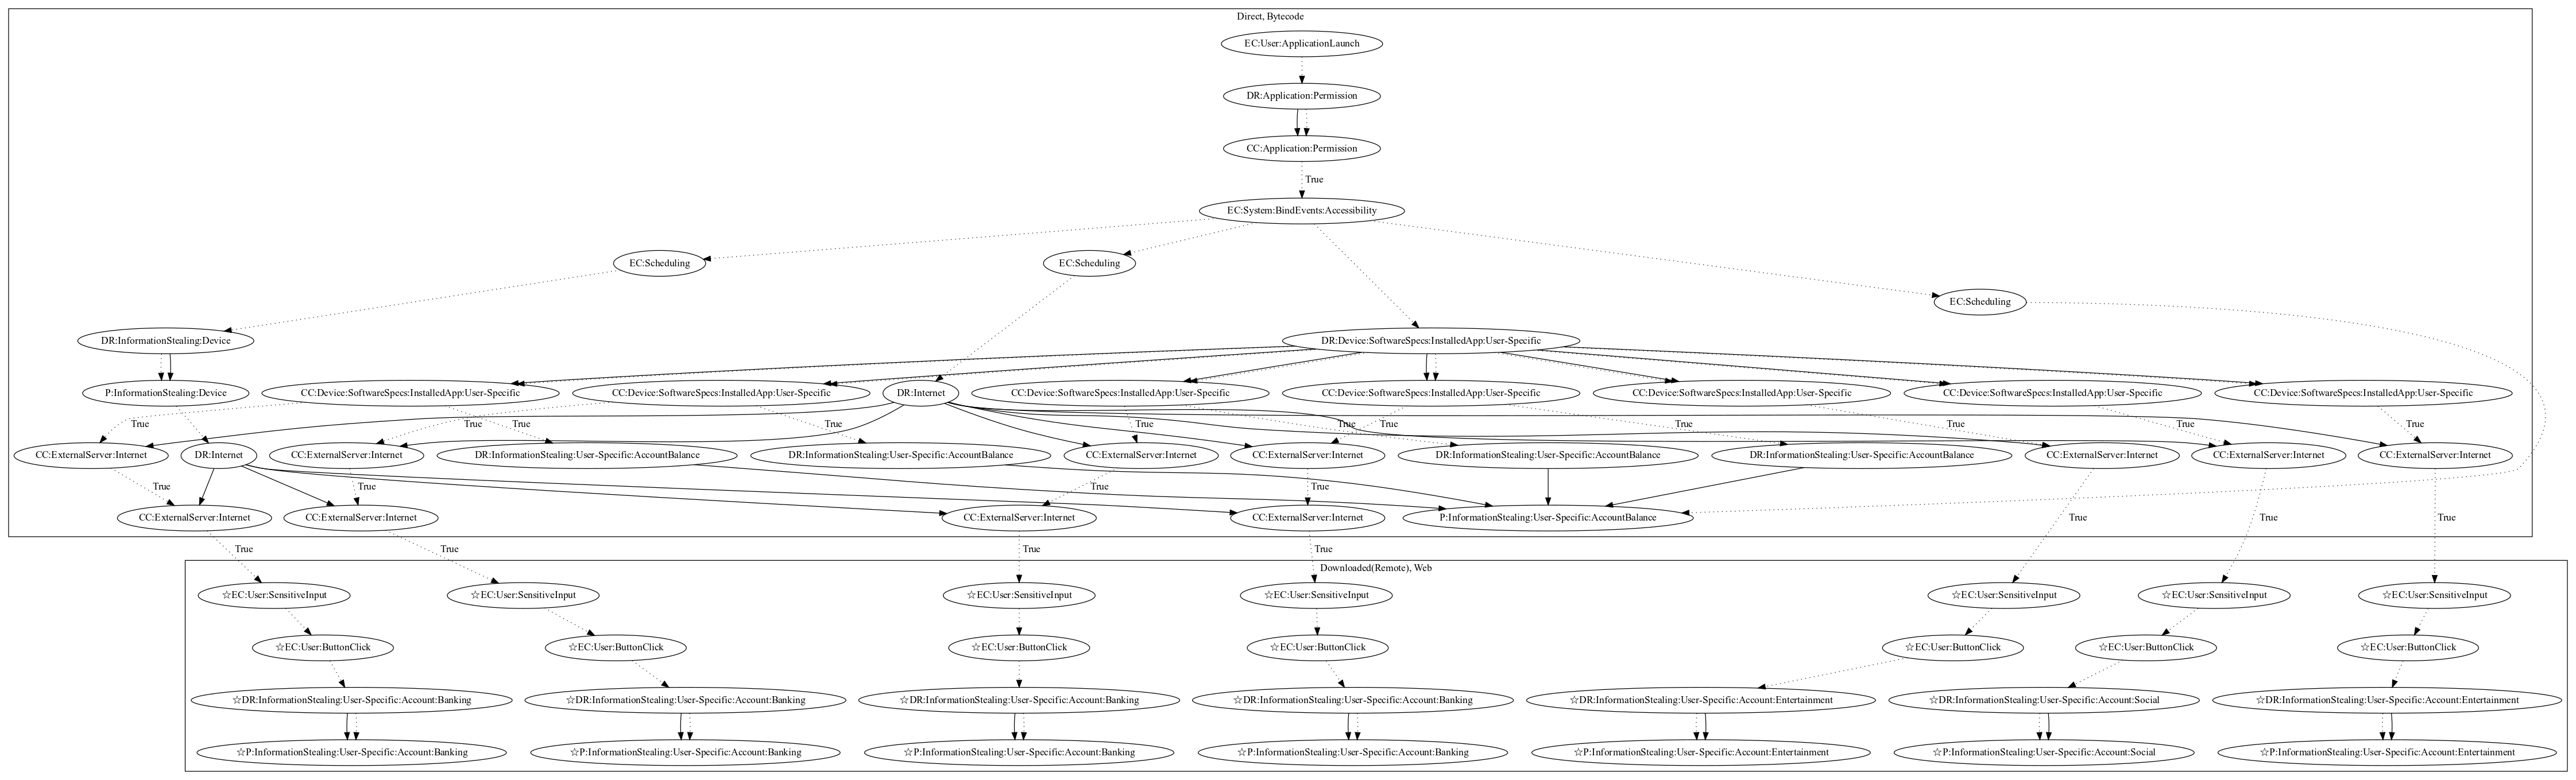 Direct, Bytecode
EC:User:ApplicationLaunch
DR:Application:Permission
CC:Application:Permission
True
EC:System:BindEvents:Accessibility
EC:Scheduling
EC:Scheduling
EC:Scheduling
DR:InformationStealing:Device
DR:Device:SoftwareSpecs:InstalledApp:User-Specific
P:InformationStealing:Device
CC:Device:SoftwareSpecs:InstalledApp:User-Specific
CC:Device:SoftwareSpecs:InstalledApp:User-Specific
DR:Internet
CC:Device:SoftwareSpecs:InstalledApp:User-Specific
CC:Device:SoftwareSpecs:InstalledApp:User-Specific
CC:Device:SoftwareSpecs:InstalledApp:User-Specific
CC:Device:SoftwareSpecs:InstalledApp:User-Specific
CC:Device:SoftwareSpecs:InstalledApp:User-Specific
True
True
True
True
True
True
True
True
True
True
True
CC:ExternalServer:Internet
DR:Internet
CC:ExternalServer:Internet
DR:InformationStealing:User-Specific:AccountBalance
DR:InformationStealing:User-Specific:AccountBalance
CC:ExternalServer:Internet
CC:ExternalServer:Internet
DR:InformationStealing:User-Specific:AccountBalance
DR:InformationStealing:User-Specific:AccountBalance
CC:ExternalServer:Internet
CC:ExternalServer:Internet
CC:ExternalServer:Internet
True
True
True
True
CC:ExternalServer:Internet
CC:ExternalServer:Internet
CC:ExternalServer:Internet
CC:ExternalServer:Internet
P:InformationStealing:User-Specific:AccountBalance
True
True
True
True
True
True
True
Downloaded(Remote), Web
☆EC:User:SensitiveInput
☆EC:User:SensitiveInput
☆EC:User:SensitiveInput
☆EC:User:SensitiveInput
☆EC:User:SensitiveInput
☆EC:User:SensitiveInput
☆EC:User:SensitiveInput
☆EC:User:ButtonClick
☆EC:User:ButtonClick
☆EC:User:ButtonClick
☆EC:User:ButtonClick
☆EC:User:ButtonClick
☆EC:User:ButtonClick
☆EC:User:ButtonClick
☆DR:InformationStealing:User-Specific:Account:Banking
☆DR:InformationStealing:User-Specific:Account:Banking
☆DR:InformationStealing:User-Specific:Account:Banking
☆DR:InformationStealing:User-Specific:Account:Banking
☆DR:InformationStealing:User-Specific:Account:Entertainment
☆DR:InformationStealing:User-Specific:Account:Social
☆DR:InformationStealing:User-Specific:Account:Entertainment
☆P:InformationStealing:User-Specific:Account:Banking
☆P:InformationStealing:User-Specific:Account:Banking
☆P:InformationStealing:User-Specific:Account:Banking
☆P:InformationStealing:User-Specific:Account:Banking
☆P:InformationStealing:User-Specific:Account:Entertainment
☆P:InformationStealing:User-Specific:Account:Social
☆P:InformationStealing:User-Specific:Account:Entertainment